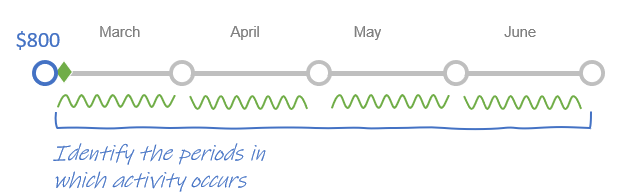 March April May June
$800
Identify the periods in
which activity occurs